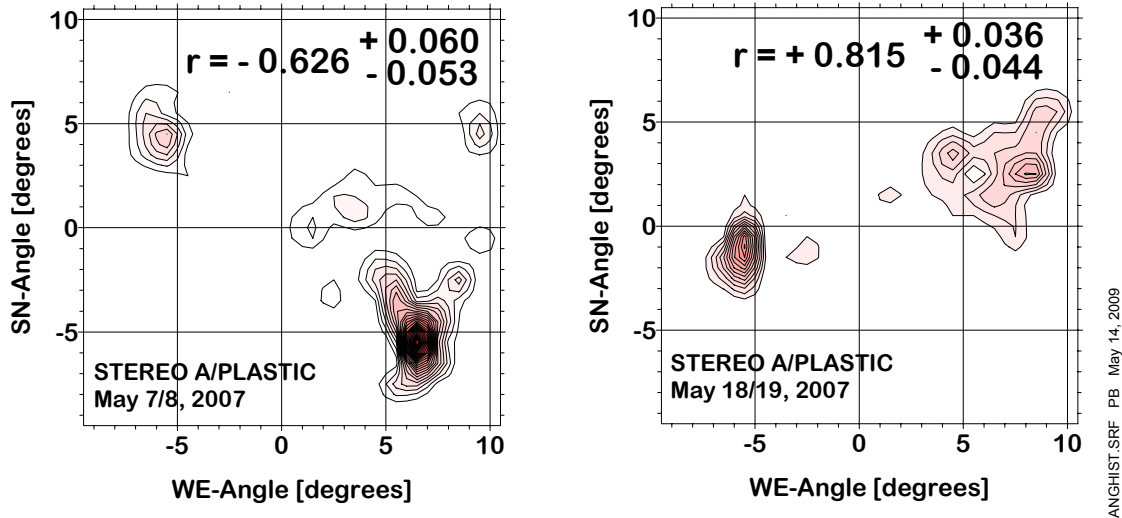 10
5
0
-5
-5
0
5
10
SN-Angle [degrees]
WE-Angle [degrees]
r = - 0.626 + 0.060
- 0.053
STEREO A/PLASTIC
May 7/8, 2007
10
5
0
-5
-5
0
5
10
SN-Angle [degrees]
WE-Angle [degrees]
r = + 0.815 + 0.036
- 0.044
STEREO A/PLASTIC
May 18/19, 2007
ANGHIST.SRF PB May 14, 2009